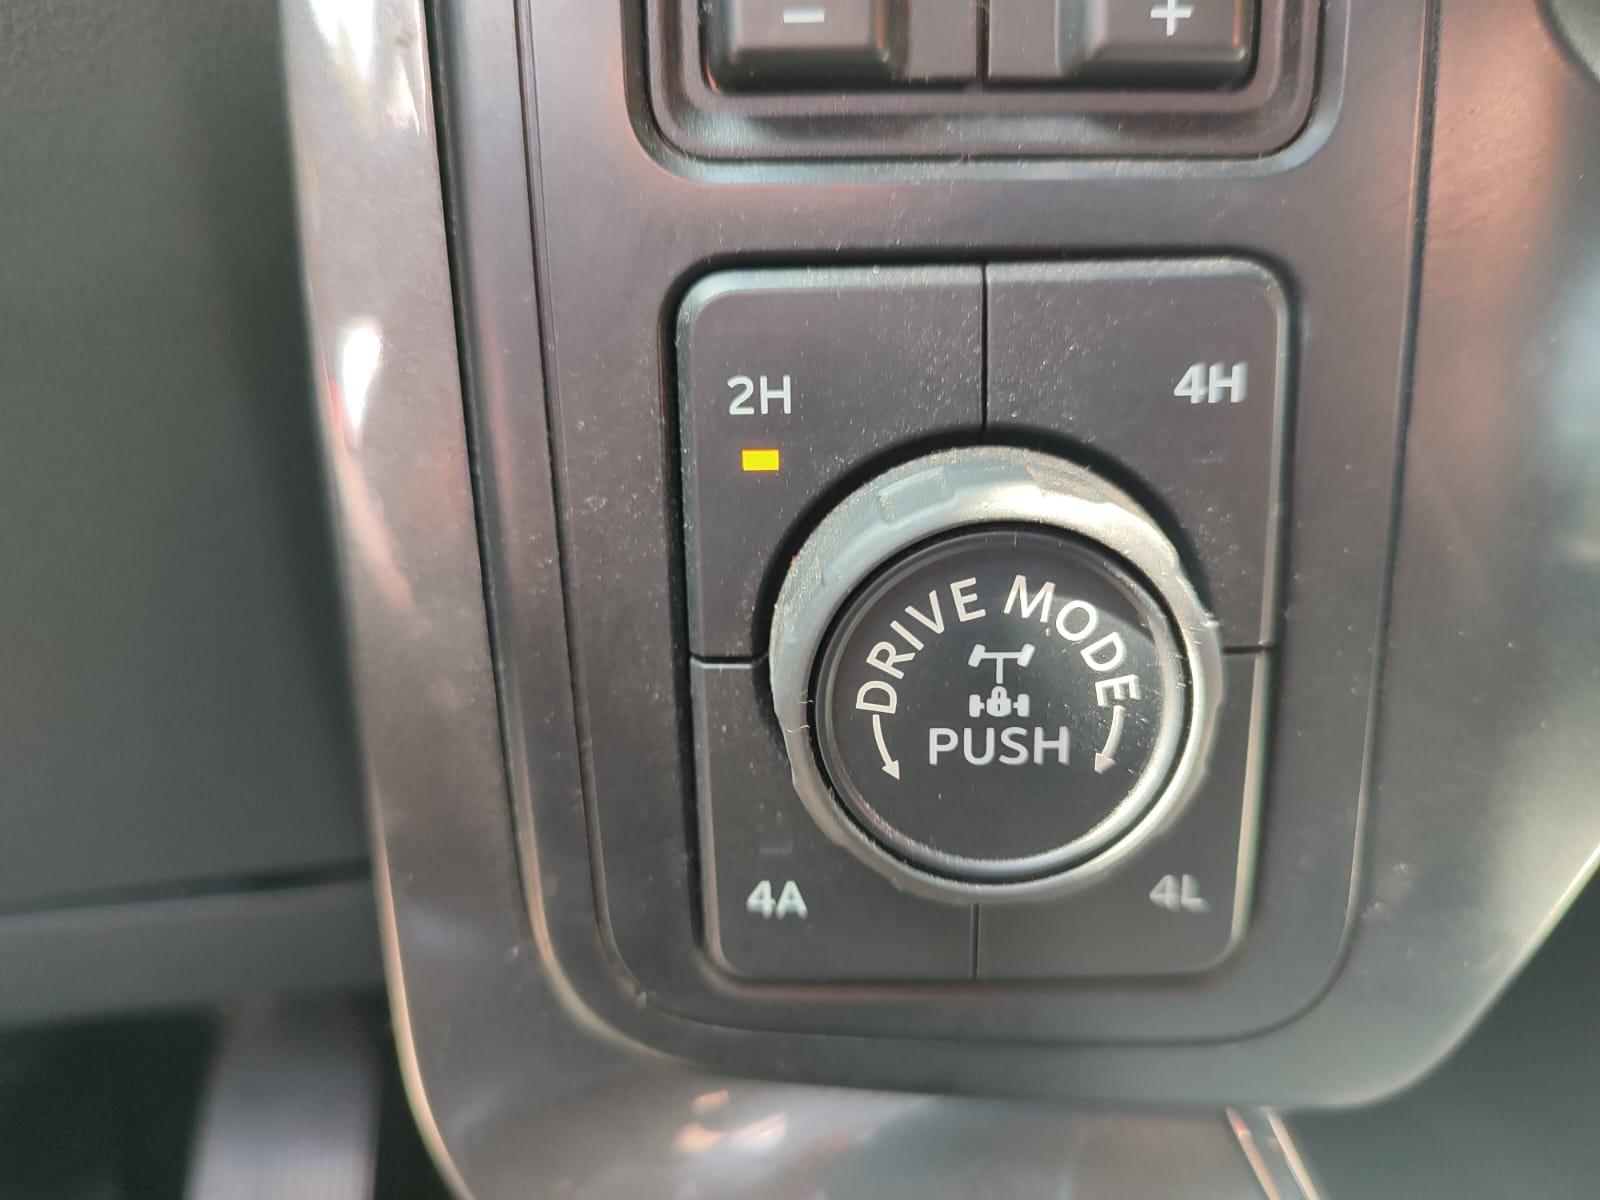 - +
2H 4H
DRIVE MODE
PUSH
4A 4L